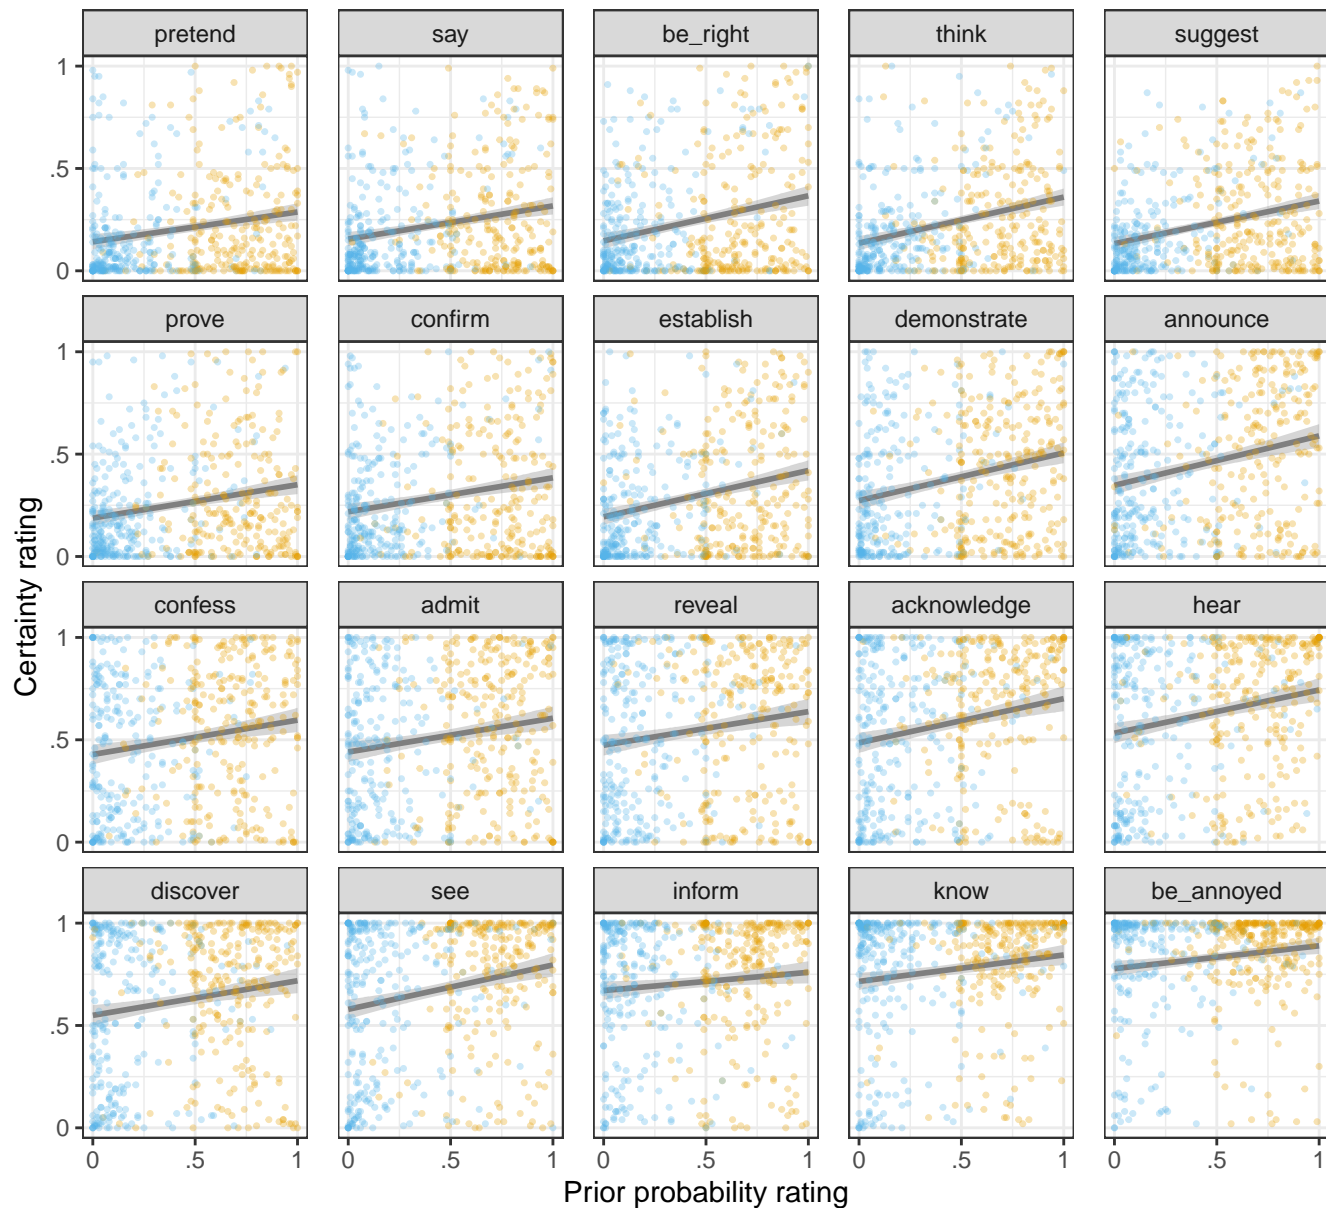 pretend say be_right think suggest
1
.5
0
prove confirm establish demonstrate announce
1
.5
0
confess admit reveal acknowledge hear
1
.5
0
discover see inform know be_annoyed
1
.5
0
0 .5 1 0 .5 1 0 .5 1 0 .5 1 0 .5 1
Prior probability rating
Certainty rating